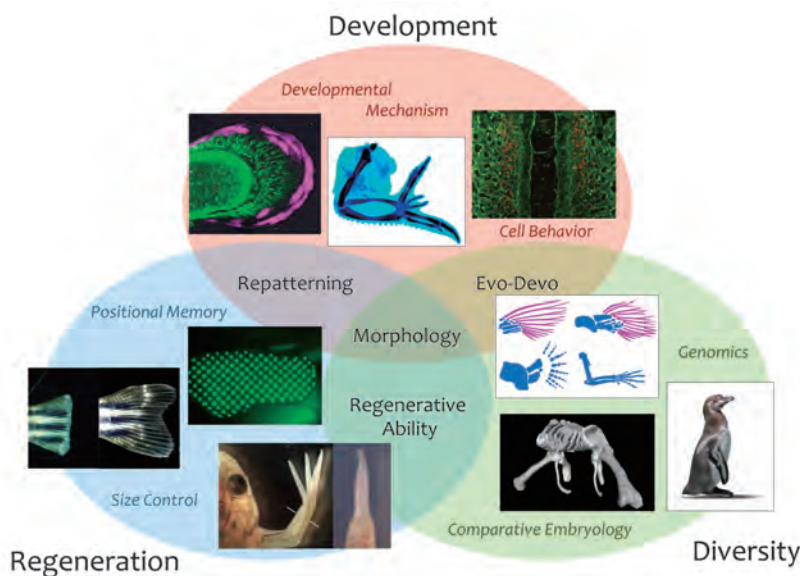 Development
Developmental
Mechanism
Cell Behavior
Repatterning
Evo-Devo
Positional Memory
Morphology
Genomics
Regenerative
Ability
Size Control
Comparative Embryology
Regeneration
Diversity